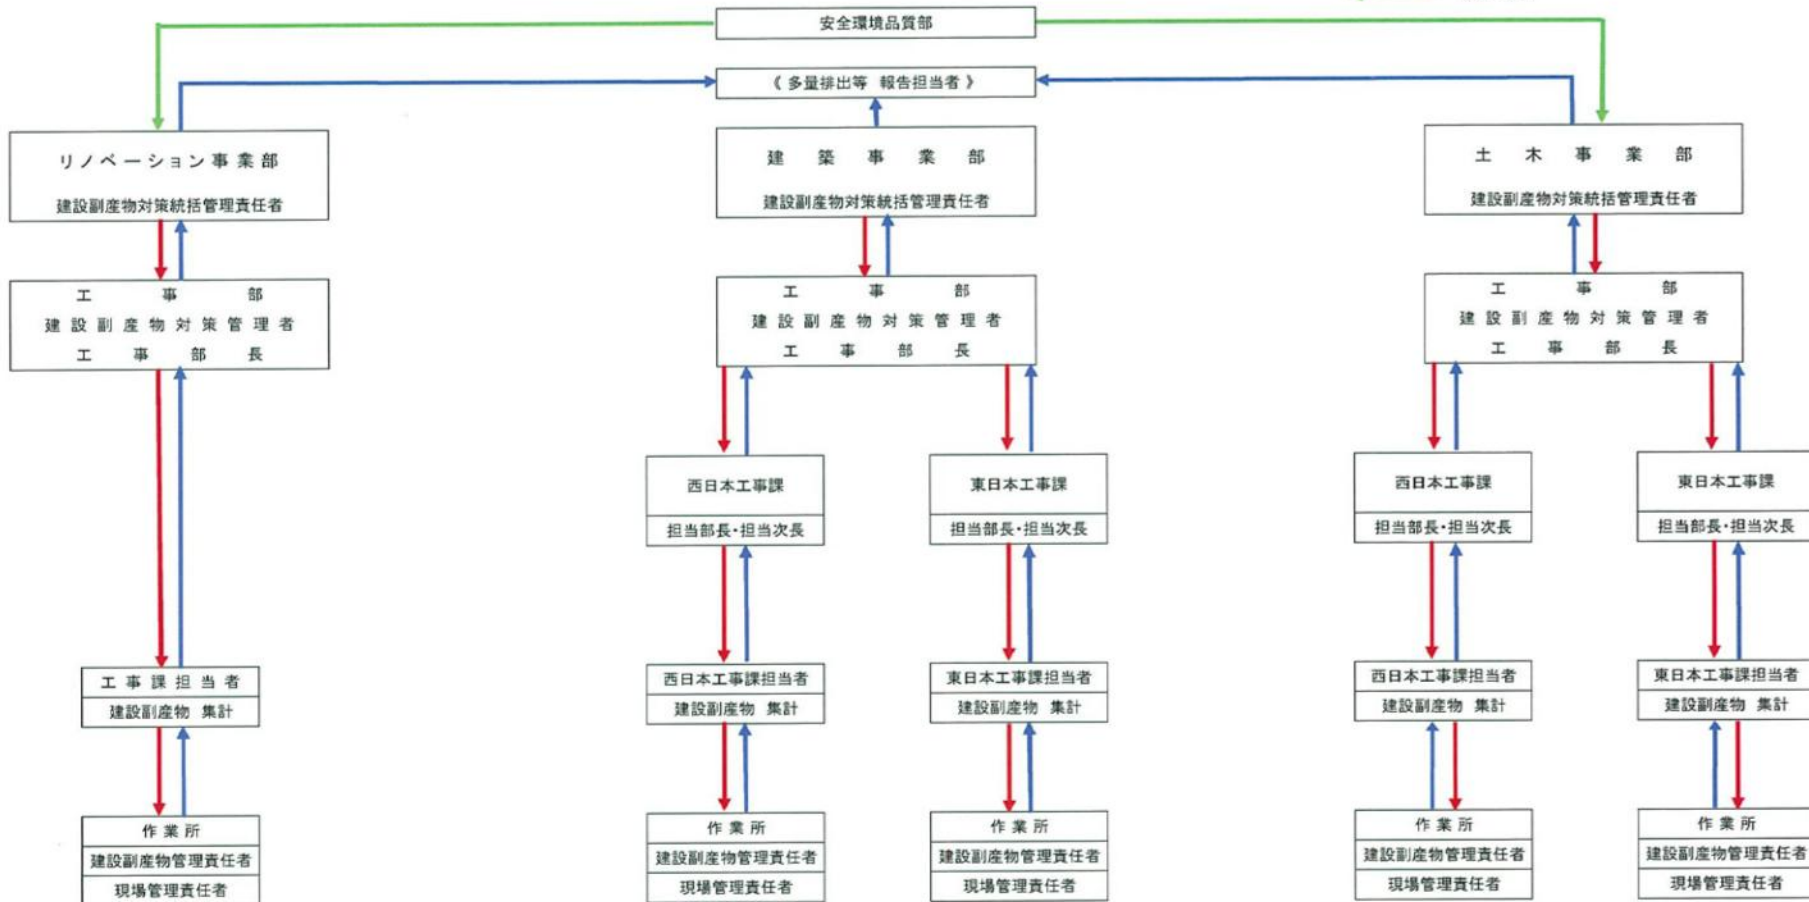 安全環境品質部
《 多量排出等 報告担当者 》
リノベーション事業部
建設副産物対策統括管理責任者
建築事業部
建設副産物対策統括管理責任者
土木事業部
建設副産物対策統括管理責任者
工事部
建設副産物対策管理者
工事部長
工事部
建設副産物対策管理者
工事部長
工事部
建設副産物対策管理者
工事部長
西日本工事課
担当部長・担当次長
東日本工事課
担当部長・担当次長
西日本工事課
担当部長・担当次長
東日本工事課
担当部長・担当次長
工事課担当者
建設副産物 集計
西日本工事課担当者
建設副産物 集計
東日本工事課担当者
建設副産物 集計
西日本工事課担当者
建設副産物 集計
東日本工事課担当者
建設副産物 集計
作業所
建設副産物管理責任者
現場管理責任者
作業所
建設副産物管理責任者
現場管理責任者
作業所
建設副産物管理責任者
現場管理責任者
作業所
建設副産物管理責任者
現場管理責任者
作業所
建設副産物管理責任者
現場管理責任者